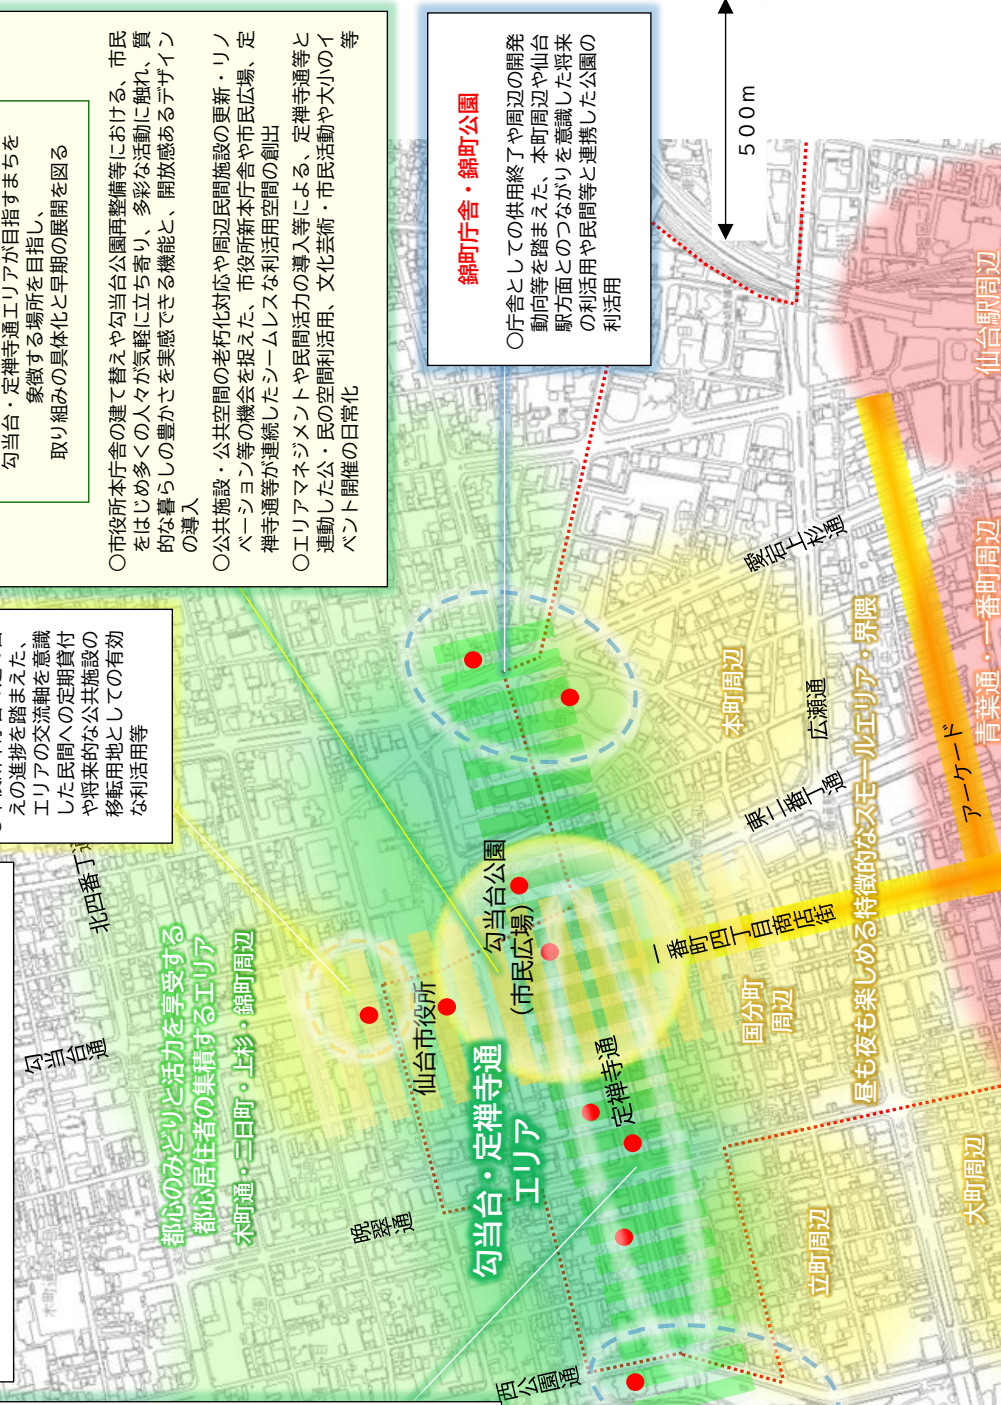 勾当台・定禅寺通エリアが目指すまちを
象徴する場所を目指し、
取り組みの具体化と早期の展開を図る
○市役所本庁舎の建て替えや勾当台公園再整備等における、市民
をはじめ多くの人々が気軽に立ち寄り、多彩な活動に触れ、質
的な暮らしの豊かさを実感できる機能と、開放感あるデザイン
の導入
○公共施設・公共空間の老朽化対応や周辺民間施設の更新・リノ
ベーション等の機会を捉えた、市役所新本庁舎や市民広場、定
禅寺通等が連続したシームレスな利活用空間の創出
○エリアマネジメントや民間活力の導入等による、定禅寺通等と
連動した公・民の空間利活用、文化芸術・市民活動や大小のイ
ベント開催の日常化 等
錦町庁舎・錦町公園
○庁舎としての供用終了や周辺の開発
動向等を踏まえた、本町周辺や仙台
駅方面とのつながりを意識した将来
の利活用や民間等と連携した公園の
利活用
500m
えの進捗を踏まえた、
エリアの交流軸を意識
した民間への定期貸付
や将来的な公共施設の
移転用地としての有効
な利活用等
北四番丁通
勾当台通
都心のみどりと活力を享受する
都心居住者の集積するエリア
木町通・二日町・上杉・錦町周辺
晩翠通
仙台市役所
勾当台公園
(市民広場)
勾当台・定禅寺通
エリア
定禅寺通
西公園通
愛宕上杉通
本町周辺
広瀬通
東二番丁通
一番町四丁目商店街
国分町
周辺
昼も夜も楽しめる特徴的なスモールエリア・界隈
立町周辺
大町周辺
アーケード
青葉通・一番町周辺
仙台駅周辺